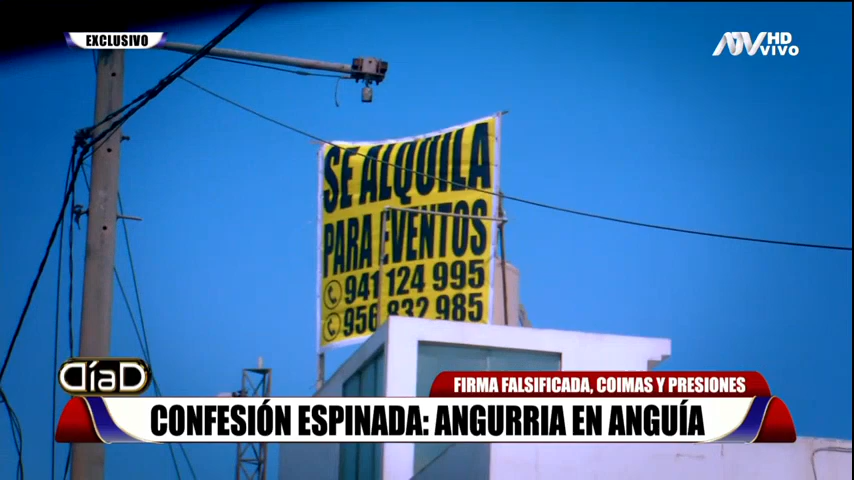 EXCLUSIVO
ATV HD
VIVO
SE ALQUILA
PARA EVENTOS
941 124 995
956 832 985
DíaD
FIRMA FALSIFICADA, COIMAS Y PRESIONES
CONFESIÓN ESPINADA: ANGURRIA EN ANGUÍA